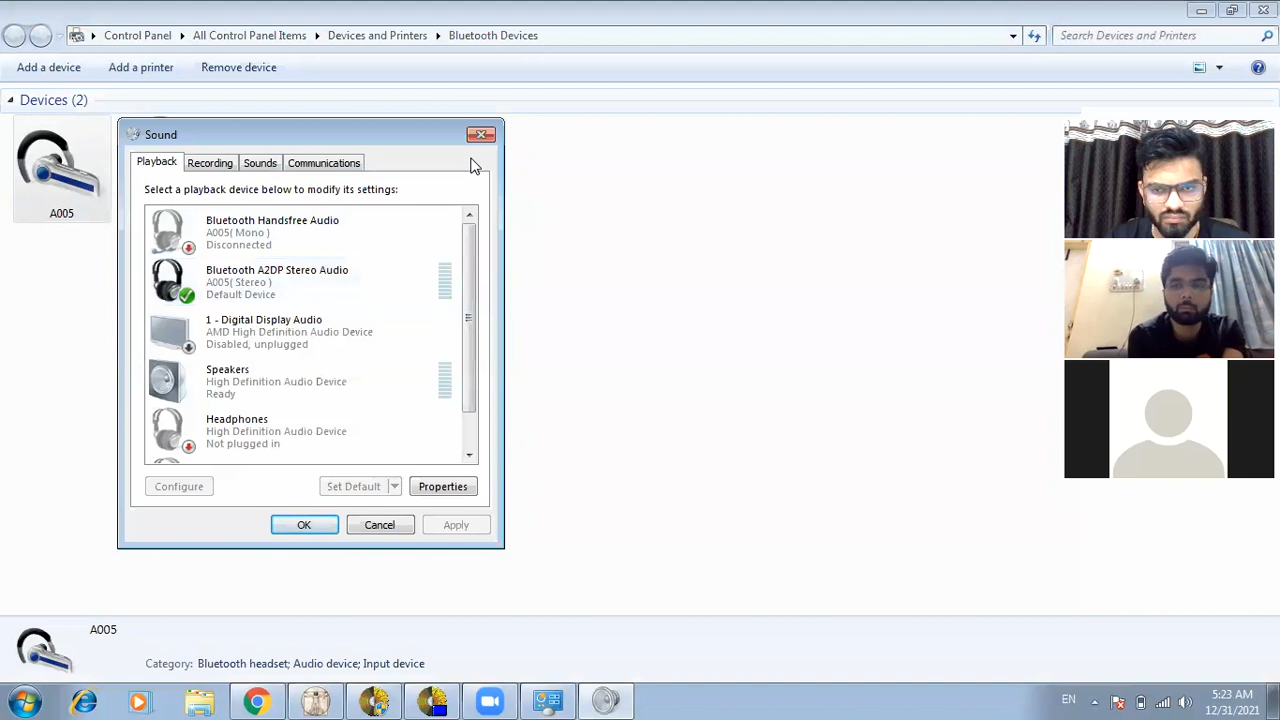 Control Panel
All Control Panel Items
Devices and Printers
Bluetooth Devices
Search Devices and Printers
Add a device
Add a printer
Remove device
Devices (2)
A005
Sound
Playback
Recording
Sounds
Communications
Select a playback device below to modify its settings:
Bluetooth Handsfree Audio
A005( Mono )
Disconnected
Bluetooth A2DP Stereo Audio
A005( Stereo )
Default Device
1 - Digital Display Audio
AMD High Definition Audio Device
Disabled, unplugged
Speakers
High Definition Audio Device
Ready
Headphones
High Definition Audio Device
Not plugged in
Configure
Set Default
Properties
OK
Cancel
Apply
A005
Category: Bluetooth headset; Audio device; Input device
EN
5:23 AM
12/31/2021